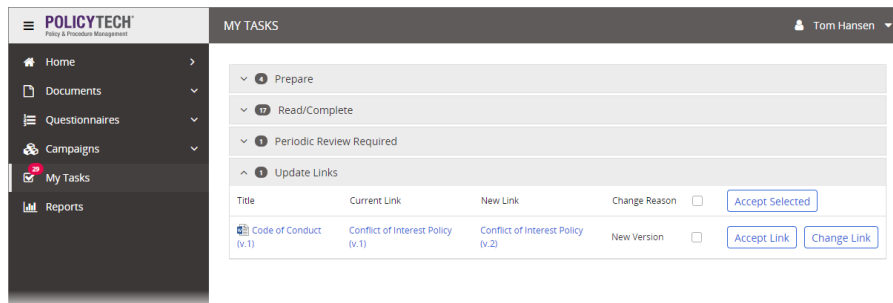 POLICYTECH
Policy & Procedure Management
MY TASKS
Tom Hansen
Home
Documents
Questionnaires
Campaigns
29
My Tasks
Reports
4 Prepare
17 Read/Complete
1 Periodic Review Required
1 Update Links
Title Current Link New Link Change Reason Accept Selected
Code of Conduct Conflict of Interest Policy Conflict of Interest Policy New Version Accept Link Change Link
(v.1) (v.1) (v.2)